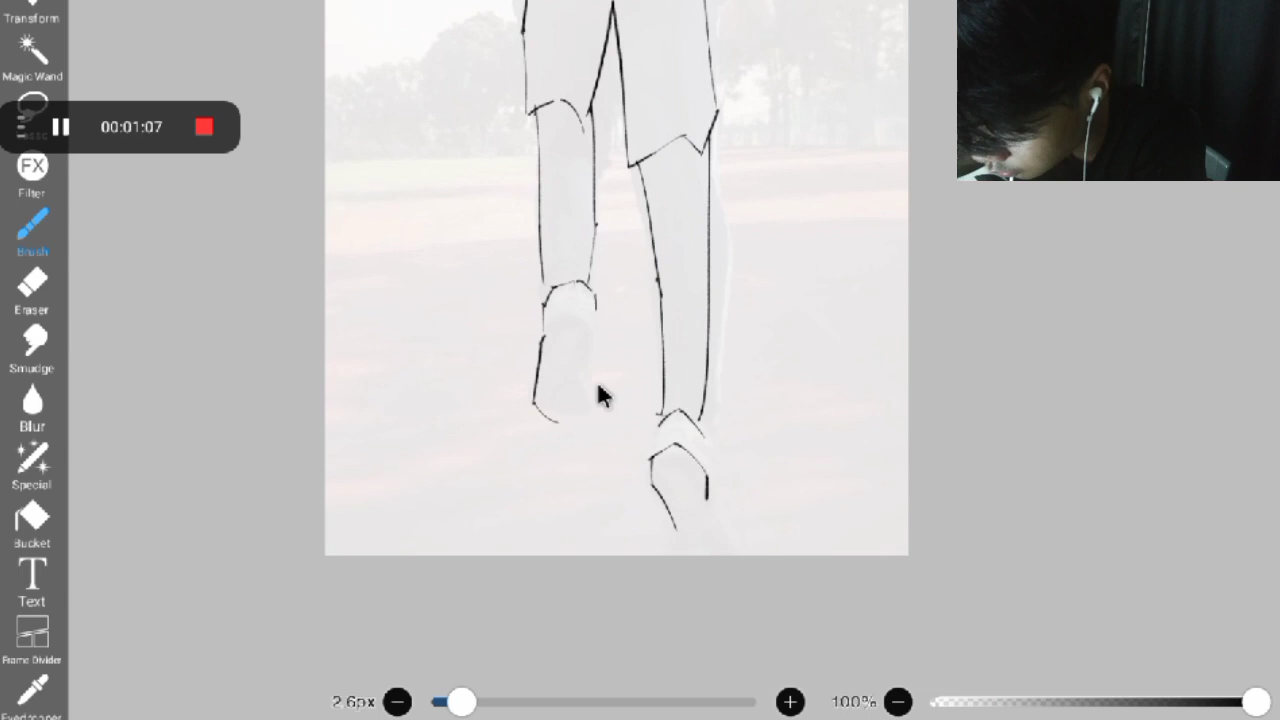 Transform
Magic Wand
00:01:07
FX
Filter
Brush
Eraser
Smudge
Blur
Special
Bucket
T
Text
Frame Divider
2.6px
100%